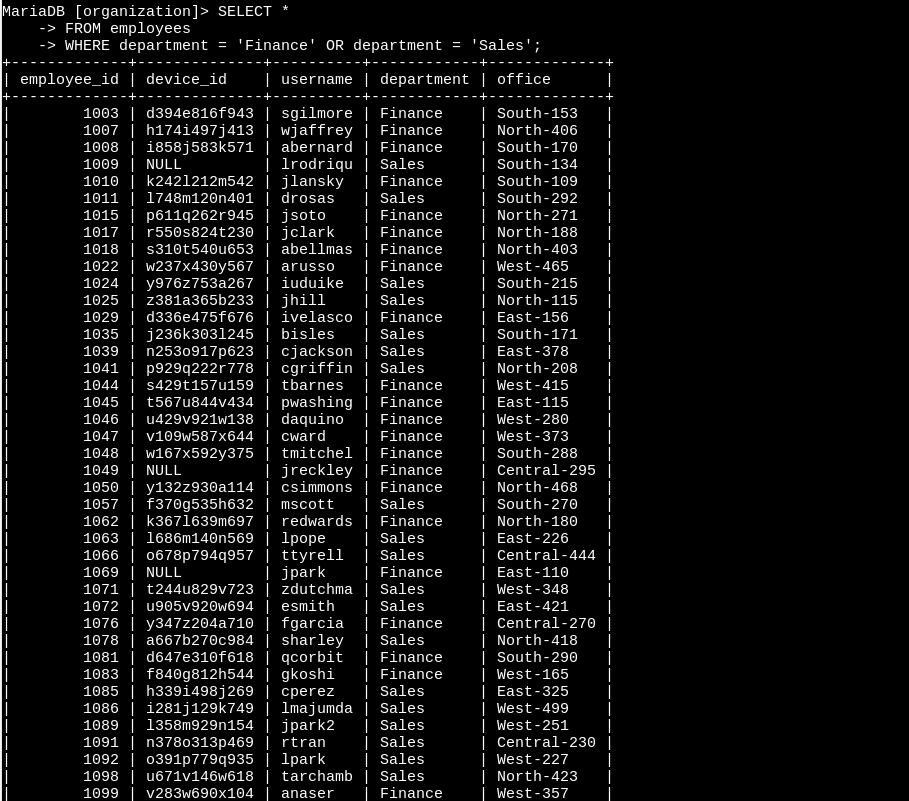 MariaDB [organization]> SELECT *
    -> FROM employees
    -> WHERE department = 'Finance' OR department = 'Sales';
+-------------+--------------+----------+------------+-------------+
| employee_id | device_id    | username | department | office      |
+-------------+--------------+----------+------------+-------------+
|        1003 | d394e816f943 | sgilmore | Finance    | South-153   |
|        1007 | h174i497j413 | wjaffrey | Finance    | North-406   |
|        1008 | i858j583k571 | abernard | Finance    | South-170   |
|        1009 | NULL         | lrodriqu | Sales      | South-134   |
|        1010 | k242l212m542 | jlansky  | Finance    | South-109   |
|        1011 | l748m120n401 | drosas   | Sales      | South-292   |
|        1015 | p611q262r945 | jsoto    | Finance    | North-271   |
|        1017 | r550s824t230 | jclark   | Finance    | North-188   |
|        1018 | s310t540u653 | abellmas | Finance    | North-403   |
|        1022 | w237x430y567 | arusso   | Finance    | West-465    |
|        1024 | y976z753a267 | iuduike  | Sales      | South-215   |
|        1025 | z381a365b233 | jhill    | Sales      | North-115   |
|        1029 | d336e475f676 | ivelasco | Finance    | East-156    |
|        1035 | j236k303l245 | bisles   | Sales      | South-171   |
|        1039 | n253o917p623 | cjackson | Sales      | East-378    |
|        1041 | p929q222r778 | cgriffin | Sales      | North-208   |
|        1044 | s429t157u159 | tbarnes  | Finance    | West-415    |
|        1045 | t567u844v434 | pwashing | Finance    | East-115    |
|        1046 | u429v921w138 | daquino  | Finance    | West-280    |
|        1047 | v109w587x644 | cward    | Finance    | West-373    |
|        1048 | w167x592y375 | tmitchel | Finance    | South-288   |
|        1049 | NULL         | jreckley | Finance    | Central-295 |
|        1050 | y132z930a114 | csimmons | Finance    | North-468   |
|        1057 | f370g535h632 | mscott   | Sales      | South-270   |
|        1062 | k367l639m697 | redwards | Finance    | North-180   |
|        1063 | l686m140n569 | lpope    | Sales      | East-226    |
|        1066 | o678p794q957 | ttyrell  | Sales      | Central-444 |
|        1069 | NULL         | jpark    | Finance    | East-110    |
|        1071 | t244u829v723 | zdutchma | Sales      | West-348    |
|        1072 | u905v920w694 | esmith   | Sales      | East-421    |
|        1076 | y347z204a710 | fgarcia  | Finance    | Central-270 |
|        1078 | a667b270c984 | sharley  | Sales      | North-418   |
|        1081 | d647e310f618 | qcorbit  | Finance    | South-290   |
|        1083 | f840g812h544 | gkoshi   | Finance    | West-165    |
|        1085 | h339i498j269 | cperez   | Sales      | East-325    |
|        1086 | i281j129k749 | lmajumda | Sales      | West-499    |
|        1089 | l358m929n154 | jpark2   | Sales      | West-251    |
|        1091 | n378o313p469 | rtran    | Sales      | Central-230 |
|        1092 | o391p779q935 | lpark    | Sales      | West-227    |
|        1098 | u671v146w618 | tarchamb | Sales      | North-423   |
|        1099 | v283w690x104 | anaser   | Finance    | West-357    |